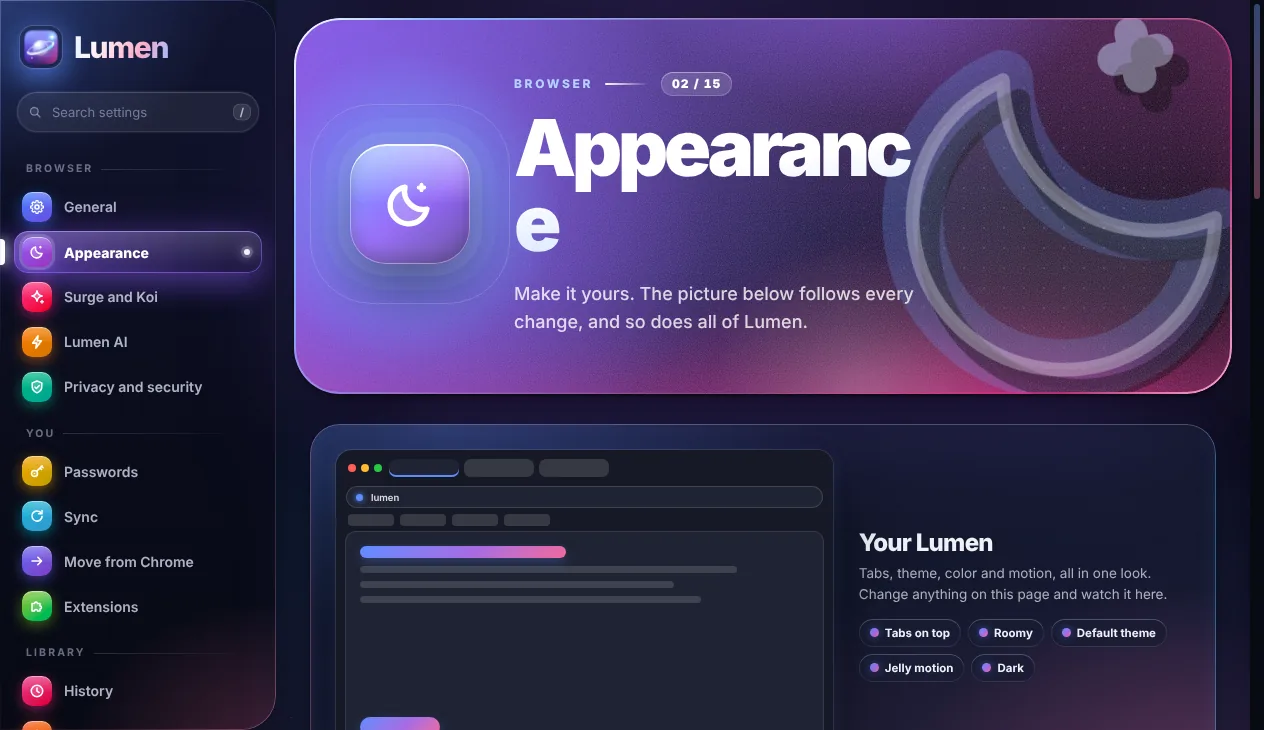 Lumen
Search settings
/
BROWSER
General
Appearance
Surge and Koi
Lumen AI
Privacy and security
YOU
Passwords
Sync
Move from Chrome
Extensions
LIBRARY
History
BROWSER
02 / 15
Appearanc
e
Make it yours. The picture below follows every
change, and so does all of Lumen.
lumen
Your Lumen
Tabs, theme, color and motion, all in one look.
Change anything on this page and watch it here.
Tabs on top
Roomy
Default theme
Jelly motion
Dark